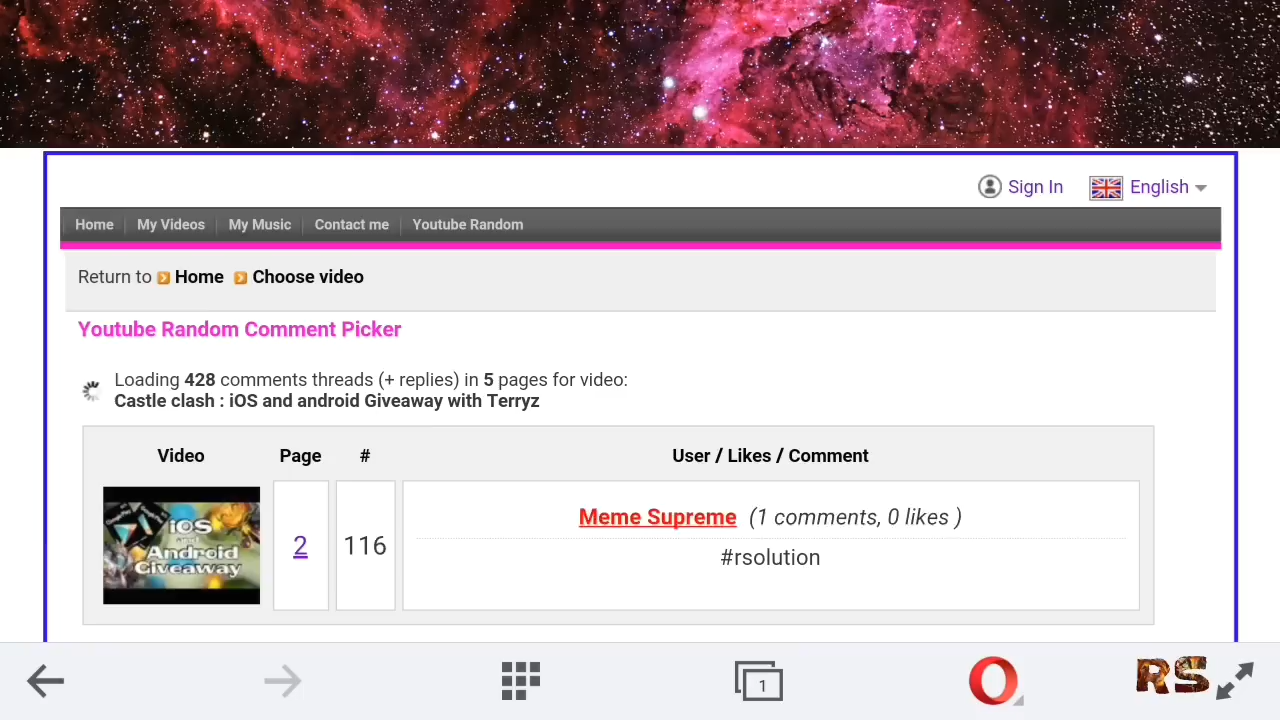 Sign In
English
Home
My Videos
My Music
Contact me
Youtube Random
Return to Home Choose video
Youtube Random Comment Picker
Loading 428 comments threads (+ replies) in 5 pages for video:
Castle clash : iOS and android Giveaway with Terryz
Video Page # User / Likes / Comment
iOS
and
Android
Giveaway
2
116
Meme Supreme (1 comments, 0 likes )
#rsolution
1
RS